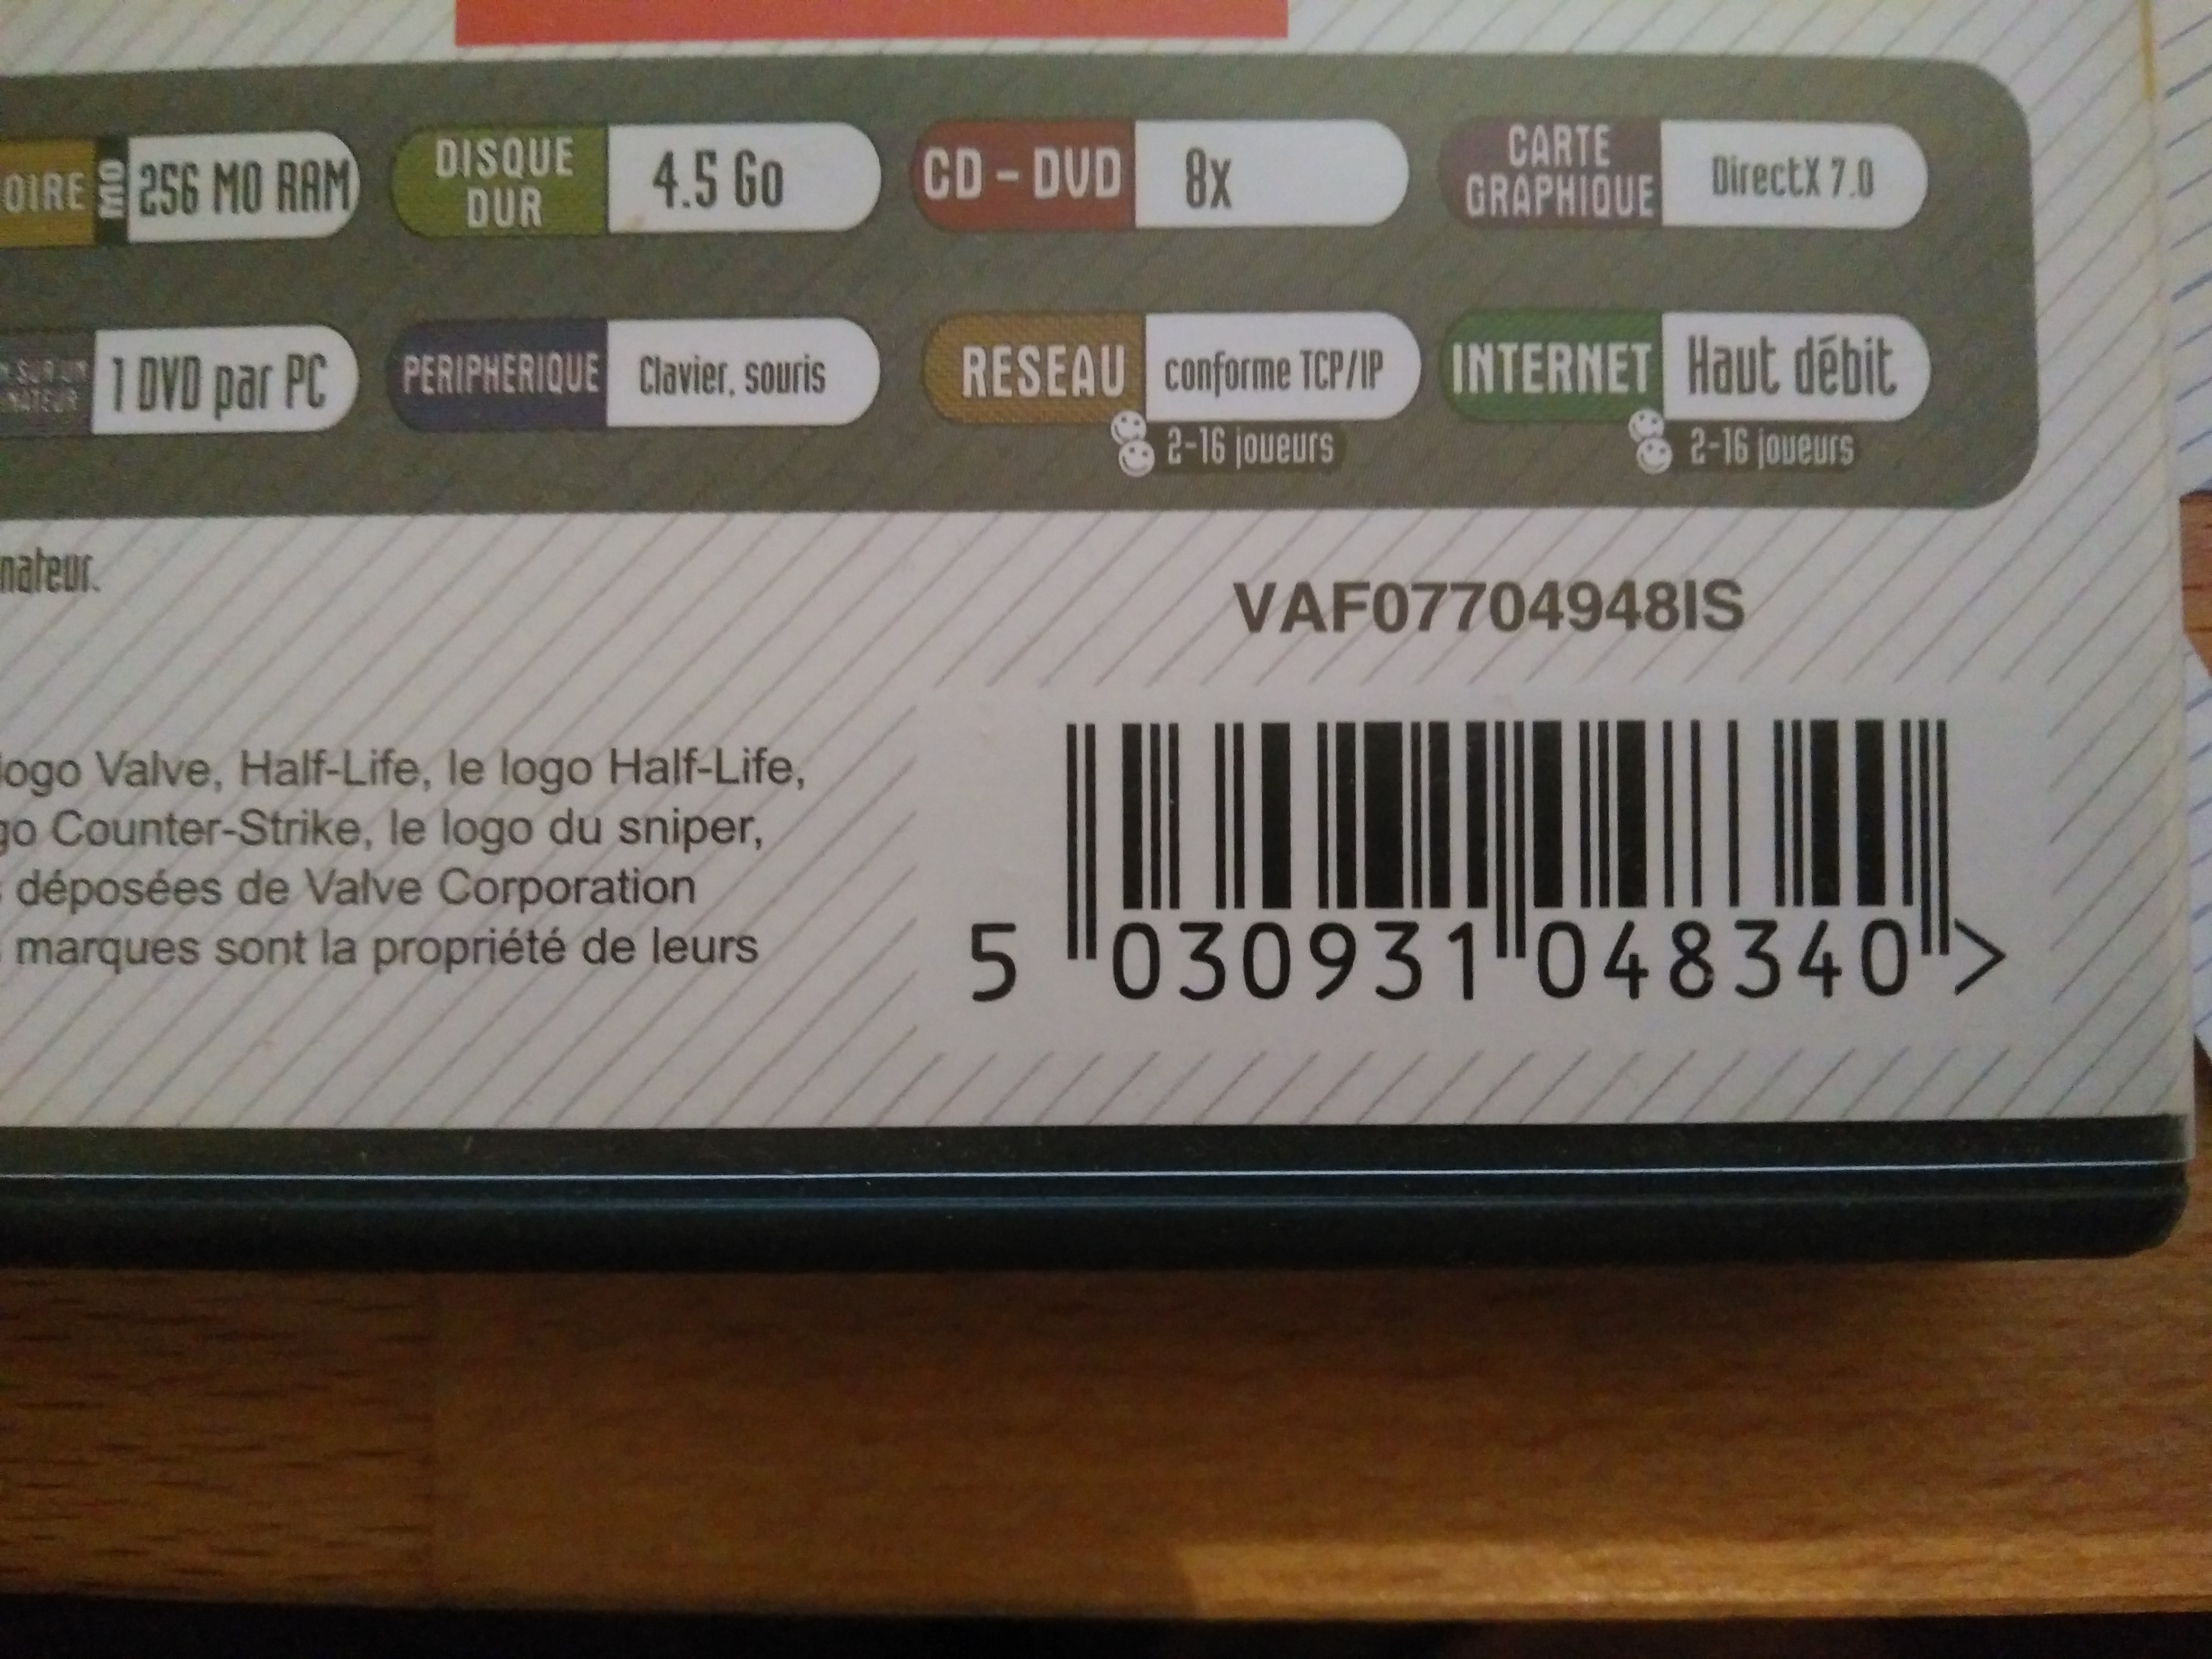 OIRE MO 256 MO RAM
DISQUE DUR 4.5 Go
CD - DVD 8x
CARTE GRAPHIQUE DirectX 7.0
1 DVD par PC
PERIPHERIQUE Clavier, souris
RESEAU conforme TCP/IP
2-16 joueurs
INTERNET Haut débit
2-16 joueurs
nateur.
VAF07704948IS
logo Valve, Half-Life, le logo Half-Life,
go Counter-Strike, le logo du sniper,
s déposées de Valve Corporation
marques sont la propriété de leurs
5 030931 048340 >